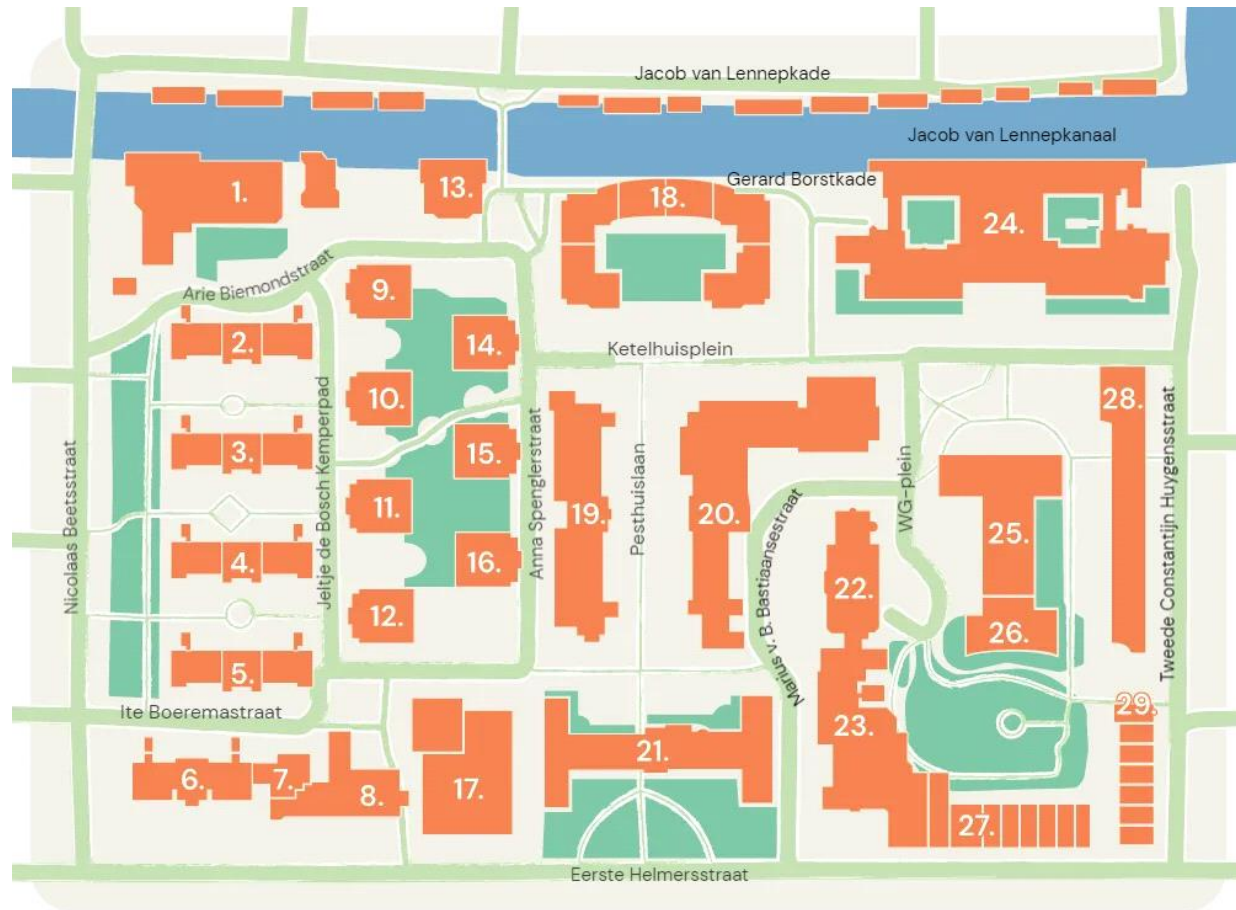 Jacob van Lennepkade
Jacob van Lennepkanaal
1.
13.
18.
Gerard Borstkade
24.
Arie Biemondstraat
9.
2.
14.
Ketelhuisplein
10.
28.
3.
15.
Nicolaas Beetsstraat
Jeltje de Bosch Kemperpad
Anna Spenglerstraat
11.
19.
Pesthuislaan
20.
Marius v. B. Bastiaansestraat
WG-plein
25.
Tweede Constantijn Huygensstraat
4.
16.
22.
12.
26.
5.
29.
Ite Boeremastraat
21.
23.
6.
7.
8.
17.
27.
Eerste Helmersstraat